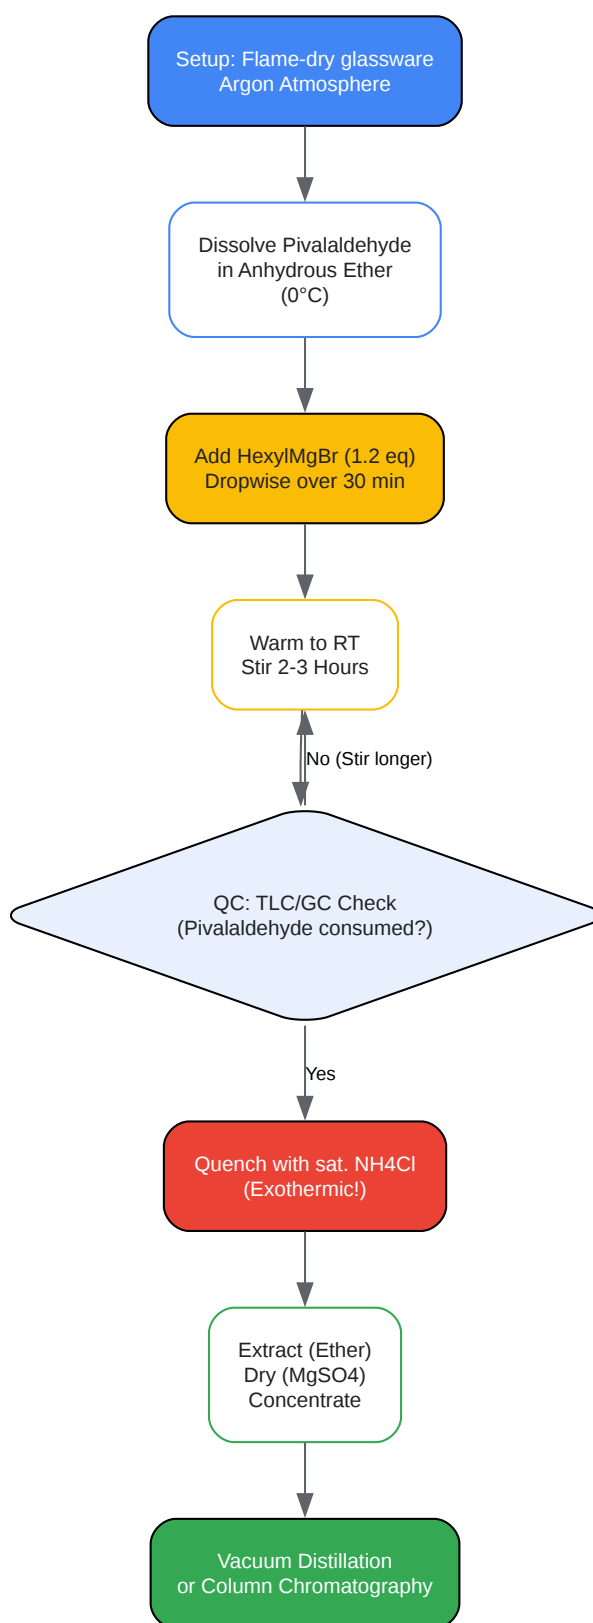 Setup: Flame-dry glassware
Argon Atmosphere
Dissolve Pivalaldehyde
in Anhydrous Ether
(0°C)
Add HexylMgBr (1.2 eq)
Dropwise over 30 min
Warm to RT
Stir 2-3 Hours
No (Stir longer)
QC: TLC/GC Check
(Pivalaldehyde consumed?)
Yes
Quench with sat. NH4Cl
(Exothermic!)
Extract (Ether)
Dry (MgSO4)
Concentrate
Vacuum Distillation
or Column Chromatography